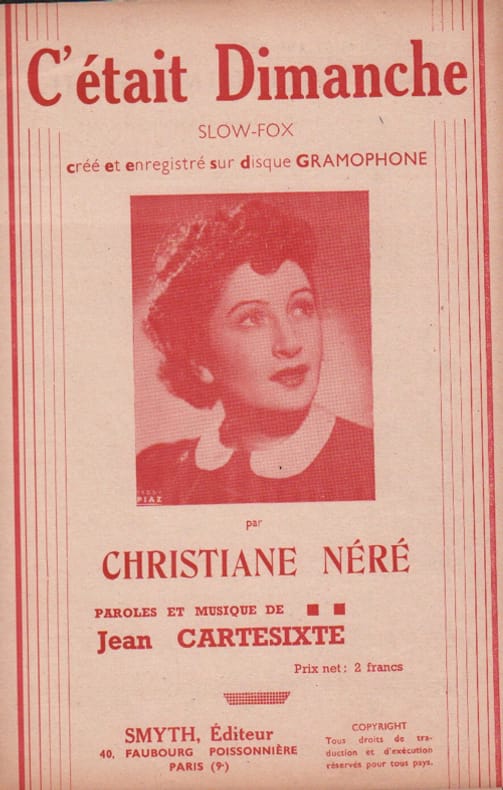 C'était Dimanche
SLOW-FOX
créé et enregistré sur disque GRAMOPHONE
PIAZ
par
CHRISTIANE NÉRÉ
PAROLES ET MUSIQUE DE
Jean CARTESIXTE
Prix net : 2 francs
SMYTH, Éditeur
40, FAUBOURG POISSONNIÈRE
PARIS (9e)
COPYRIGHT
Tous droits de tra-
duction et d'exécution
réservés pour tous pays.